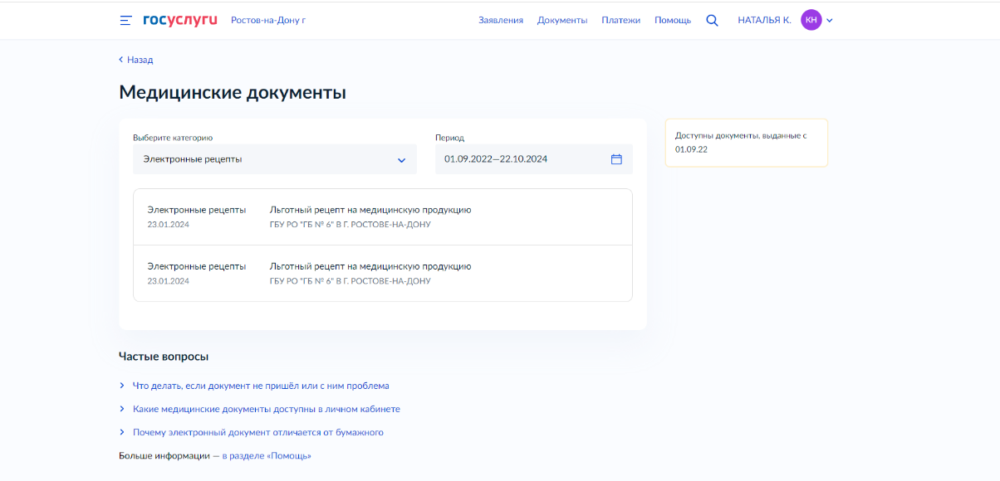 госуслуги Ростов-на-Дону г Заявления Документы Платежи Помощь НАТАЛЬЯ К. КН
Назад
Медицинские документы
Выберите категорию Период
Электронные рецепты 01.09.2022—22.10.2024
Доступны документы, выданные с
01.09.22
Электронные рецепты Льготный рецепт на медицинскую продукцию
23.01.2024 ГБУ РО "ГБ № 6" В Г. РОСТОВЕ-НА-ДОНУ
Электронные рецепты Льготный рецепт на медицинскую продукцию
23.01.2024 ГБУ РО "ГБ № 6" В Г. РОСТОВЕ-НА-ДОНУ
Частые вопросы
Что делать, если документ не пришёл или с ним проблема
Какие медицинские документы доступны в личном кабинете
Почему электронный документ отличается от бумажного
Больше информации — в разделе «Помощь»